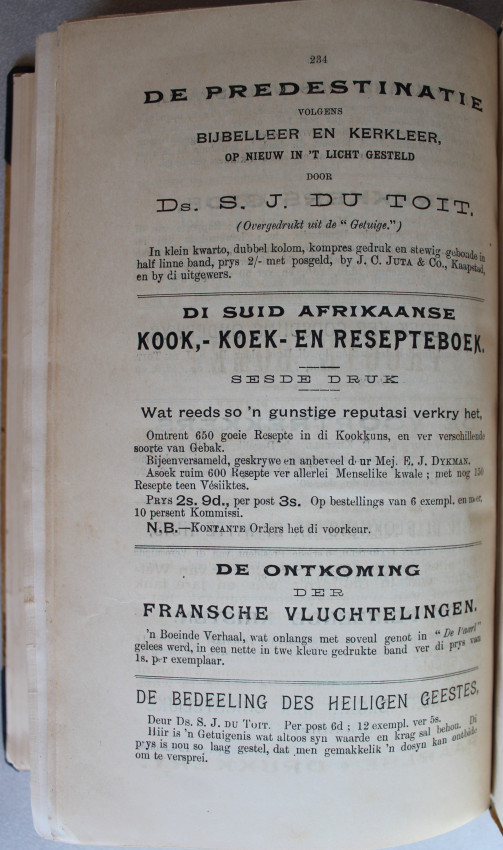 234
DE PREDESTINATIE
VOLGENS
BIJBELLEER EN KERKLEER,
OP NIEUW IN 'T LICHT GESTELD
DOOR
Ds. S. J. DU TOIT.
(Overgedrukt uit de "Getuige.")
In klein kwarto, dubbel kolom, kompres gedruk en stewig geboude in
half linne band, prys 2/- met posgeld, by J. C. JUTA & Co., Kaapstad,
en by di uitgewers.
DI SUID AFRIKAANSE
KOOK,- KOEK- EN RESEPTEBOEK.
SESDE DRUK
Wat reeds so 'n gunstige reputasi verkry het,
Omtrent 650 goeie Resepte in di Kookkuns, en ver verschillende
soorte van Gebak.
Bijeenversameld, geskrywe en anbeveel deur Mej. E. J. DYKMAN.
Asoek ruim 600 Resepte ver allerlei Menselike kwale; met nog
Resepte teen Vésiiktes.
PRYS 2s. 9d., per post 3s. Op bestellings van 6 exempl. en meer,
10 persent Kommissi.
N.B.—KONTANTE Orders het di voorkeur.
DE ONTKOMING
DER
FRANSCHE VLUCHTELINGEN.
'n Boeinde Verhaal, wat onlangs met soveul genot in "De Paarl"
gelees werd, in een nette in twe kleure gedrukte band ver di prys van
1s. per exemplaar.
DE BEDEELING DES HEILIGEN GEESTES,
Deur Ds. S. J. DU TOIT. Per post 6d; 12 exempl. ver 5s.
Hiir is 'n Getuigenis wat altoos syn waarde en krag sal behou. Di
prys is nou so laag gestel, dat men gemakkelik 'n dosyn kan ontbide
om te versprei.